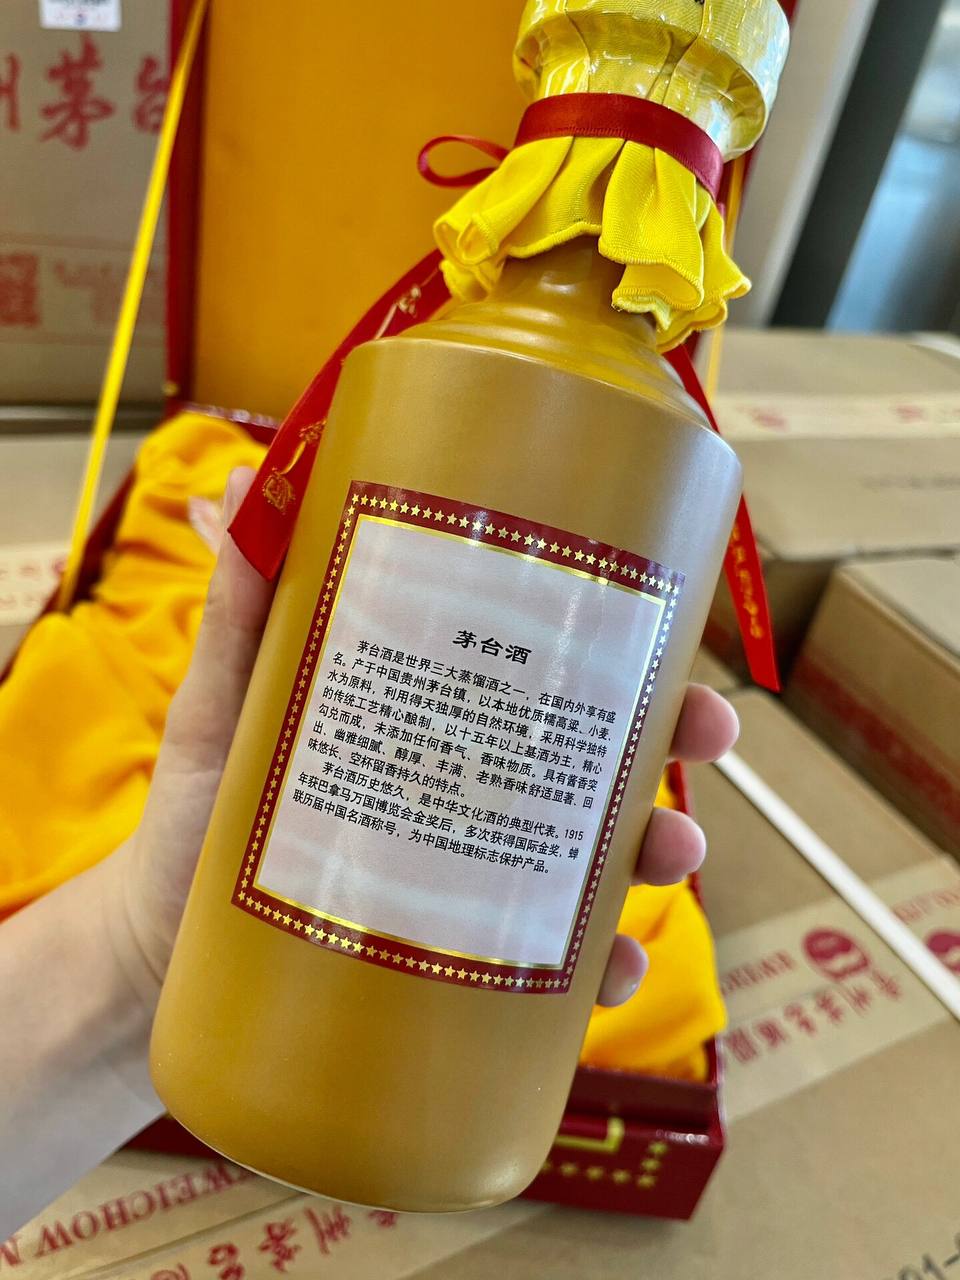 茅台
茅台酒
茅台酒是世界三大蒸馏酒之一，在国内外享有盛
名。产于中国贵州茅台镇，以本地优质糯高粱、小麦、
水为原料，利用得天独厚的自然环境，采用科学独特
的传统工艺精心酿制，以十五年以上基酒为主，精心
勾兑而成，未添加任何香气、香味物质。具有酱香突
出、幽雅细腻、醇厚、丰满、老熟香味舒适显著、回
味悠长、空杯留香持久的特点。
茅台酒历史悠久，是中华文化酒的典型代表。1915
年获巴拿马万国博览会金奖后，多次获得国际金奖，蝉
联历届中国名酒称号，为中国地理标志保护产品。
KWEICHOW M
贵州茅台